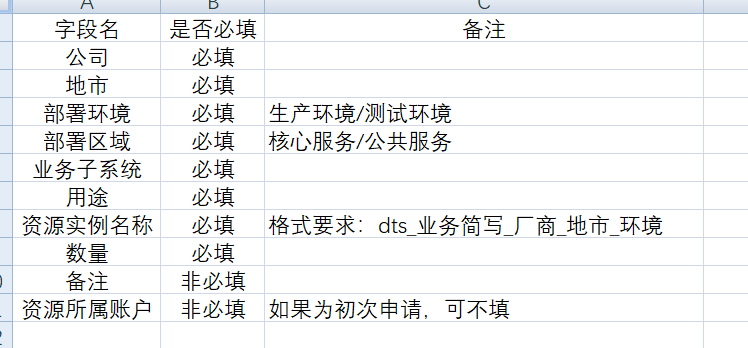 A B C
字段名 是否必填 备注
公司 必填
地市 必填
部署环境 必填 生产环境/测试环境
部署区域 必填 核心服务/公共服务
业务子系统 必填
用途 必填
资源实例名称 必填 格式要求：dts_业务简写_厂商_地市_环境
数量 必填
备注 非必填
资源所属账户 非必填 如果为初次申请，可不填